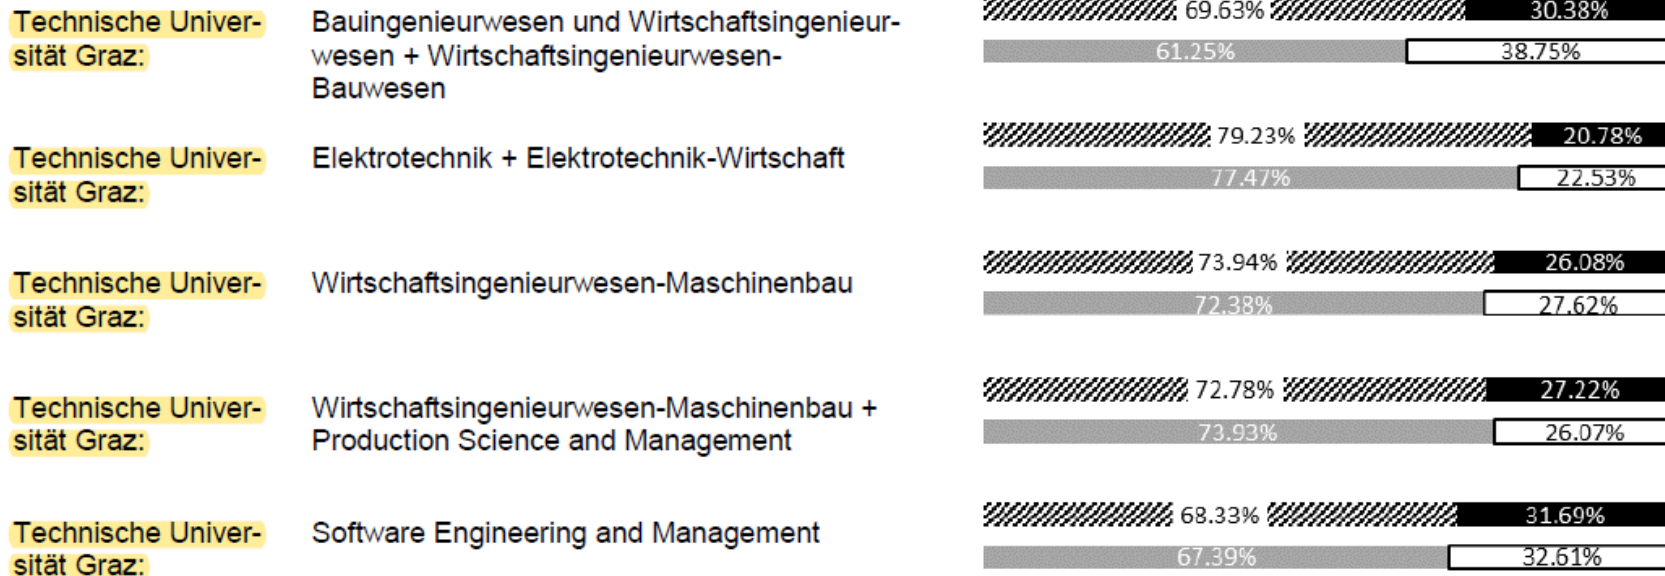 Technische Univer- Bauingenieurwesen und Wirtschaftsingenieur- 69.63% 30.38%
sität Graz: wesen + Wirtschaftsingenieurwesen- 61.25% 38.75%
Bauwesen
79.23% 20.78%
Technische Univer- Elektrotechnik + Elektrotechnik-Wirtschaft
sität Graz: 77.47% 22.53%
73.94% 26.08%
Technische Univer- Wirtschaftsingenieurwesen-Maschinenbau
sität Graz: 72.38% 27.62%
72.78% 27.22%
Technische Univer- Wirtschaftsingenieurwesen-Maschinenbau +
sität Graz: Production Science and Management 73.93% 26.07%
68.33% 31.69%
Technische Univer- Software Engineering and Management
sität Graz: 67.39% 32.61%